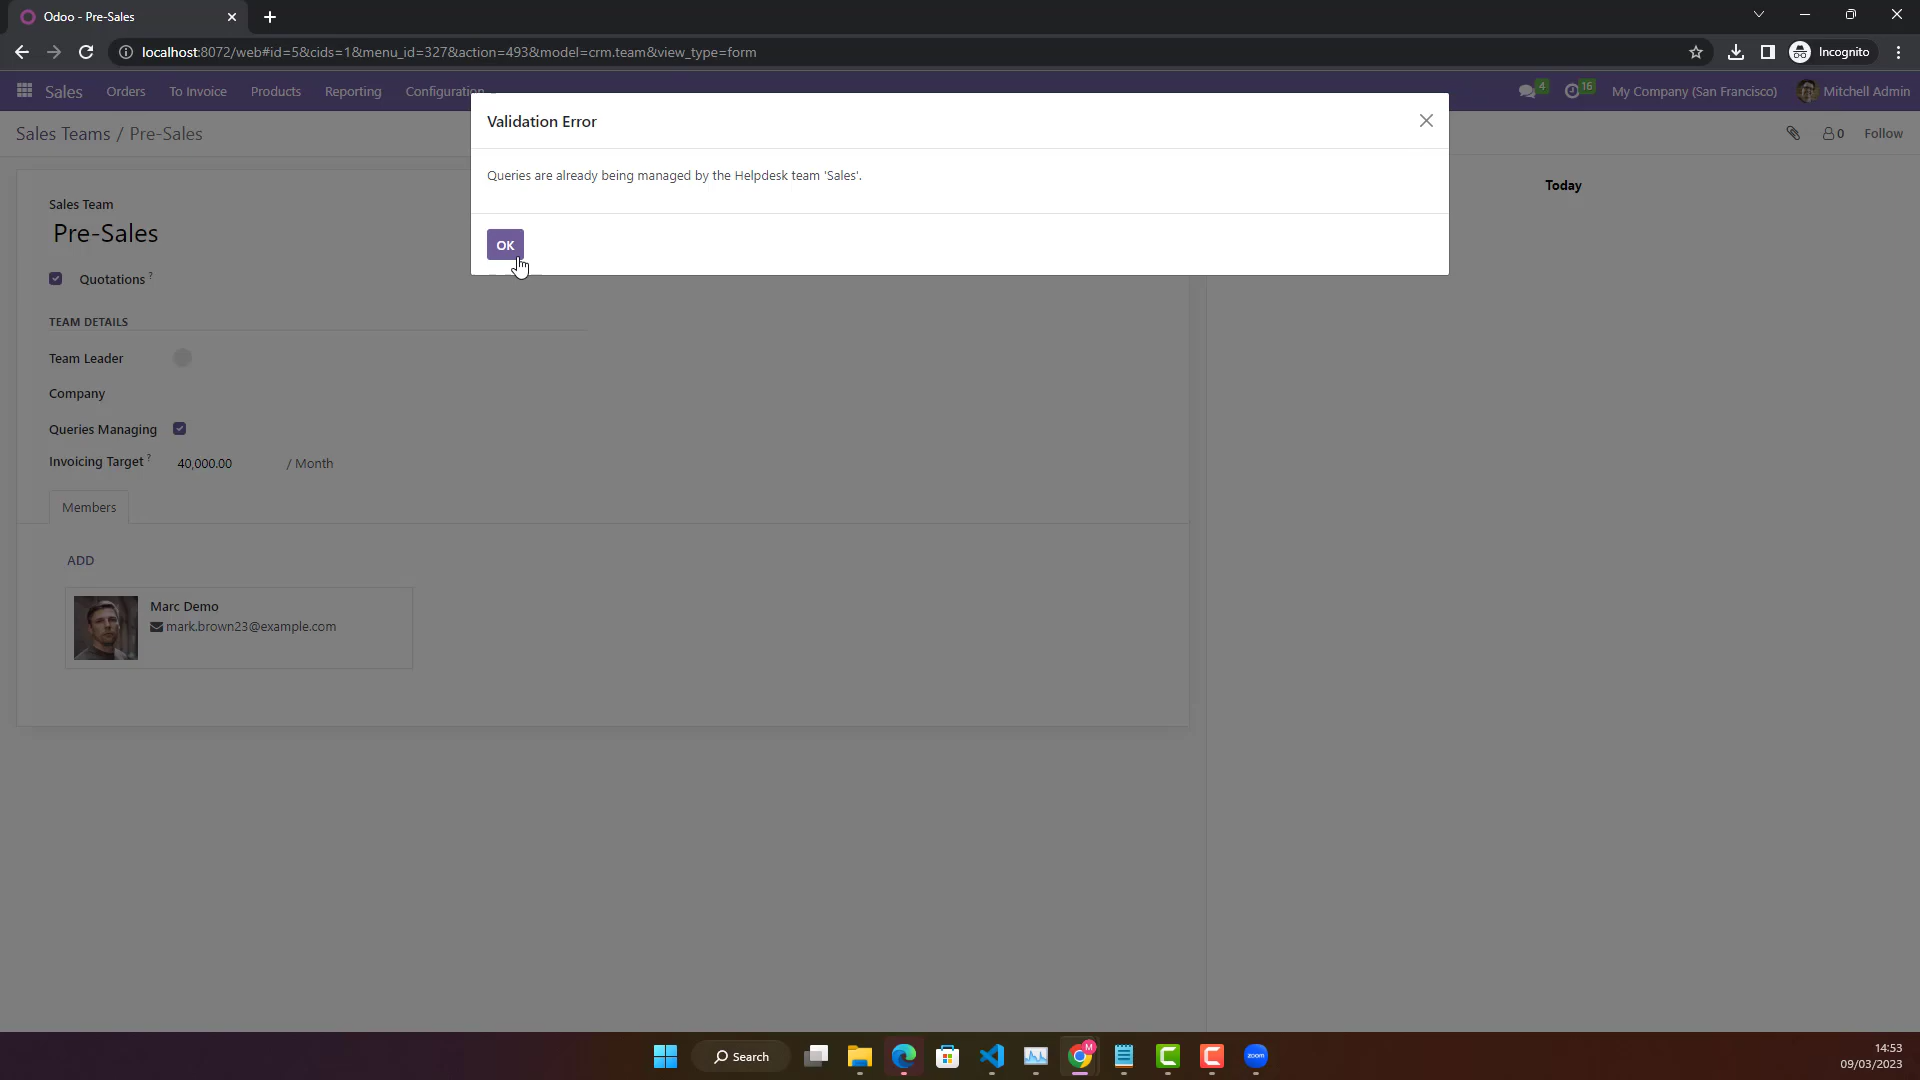 Odoo - Pre-Sales
localhost:8072/web#id=5&cids=1&menu_id=327&action=493&model=crm.team&view_type=form
Incognito
Sales Orders To Invoice Products Reporting Configuration
4 16 My Company (San Francisco) Mitchell Admin
Sales Teams / Pre-Sales
0 Follow
Validation Error
Queries are already being managed by the Helpdesk team 'Sales'.
OK
Today
Sales Team
Pre-Sales
Quotations ?
TEAM DETAILS
Team Leader
Company
Queries Managing
Invoicing Target ? 40,000.00 / Month
Members
ADD
Marc Demo
mark.brown23@example.com
Search
M
zoom
14:53
09/03/2023